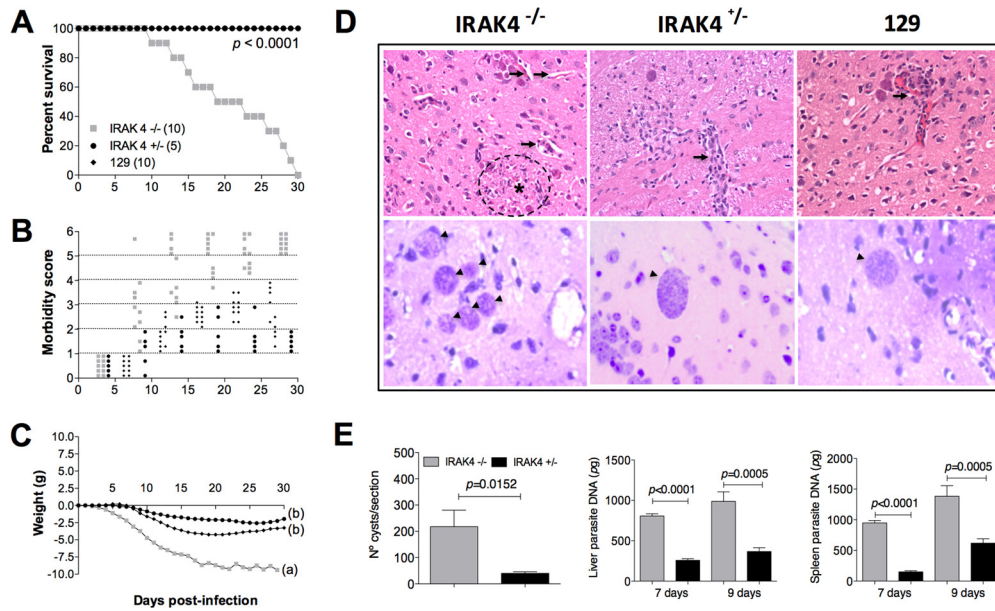 A
Percent survival
100
80
60
40
20
0
p < 0.0001
IRAK 4 -/- (10)
IRAK 4 +/- (5)
129 (10)
0 5 10 15 20 25 30
B
Morbidity score
6
5
4
3
2
1
0
0 5 10 15 20 25 30
C
Weight (g)
10.0
7.5
5.0
2.5
0.0
-2.5
-5.0
-7.5
-10.0
5 10 15 20 25 30
(b)
(b)
(a)
Days post-infection
D
IRAK4 -/-
IRAK4 +/-
129
*
E
Nº cysts/section
500
400
300
200
100
0
IRAK4 -/-
IRAK4 +/-
p=0.0152
Liver parasite DNA (pg)
1500
1000
500
0
p<0.0001
p=0.0005
7 days
9 days
Spleen parasite DNA (pg)
2000
1500
1000
500
0
p<0.0001
p=0.0005
7 days
9 days